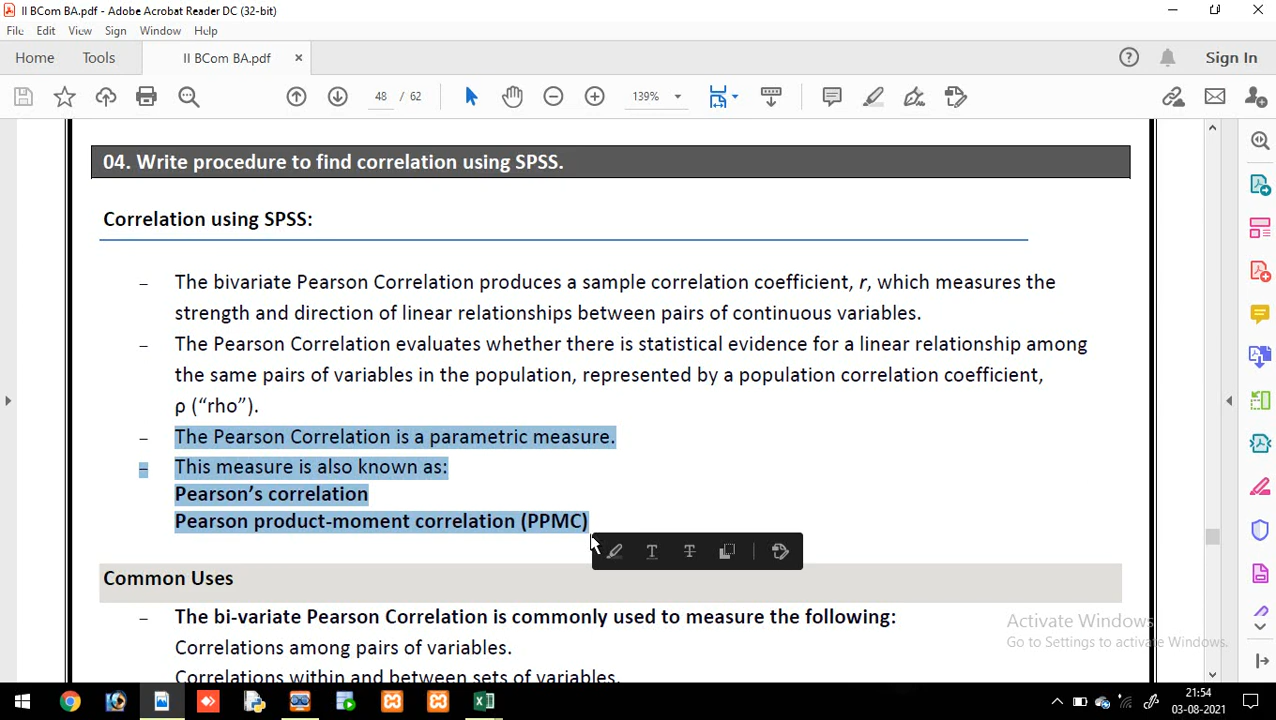 II BCom BA.pdf - Adobe Acrobat Reader DC (32-bit)
File Edit View Sign Window Help
Home Tools II BCom BA.pdf × Sign In
48 / 62 139%
04. Write procedure to find correlation using SPSS.
Correlation using SPSS:
– The bivariate Pearson Correlation produces a sample correlation coefficient, r, which measures the
strength and direction of linear relationships between pairs of continuous variables.
– The Pearson Correlation evaluates whether there is statistical evidence for a linear relationship among
the same pairs of variables in the population, represented by a population correlation coefficient,
ρ (“rho”).
– The Pearson Correlation is a parametric measure.
– This measure is also known as:
Pearson’s correlation
Pearson product-moment correlation (PPMC)
Common Uses
– The bi-variate Pearson Correlation is commonly used to measure the following:
Correlations among pairs of variables.
Correlations within and between sets of variables.
Activate Windows
Go to Settings to activate Windows.
21:54
03-08-2021